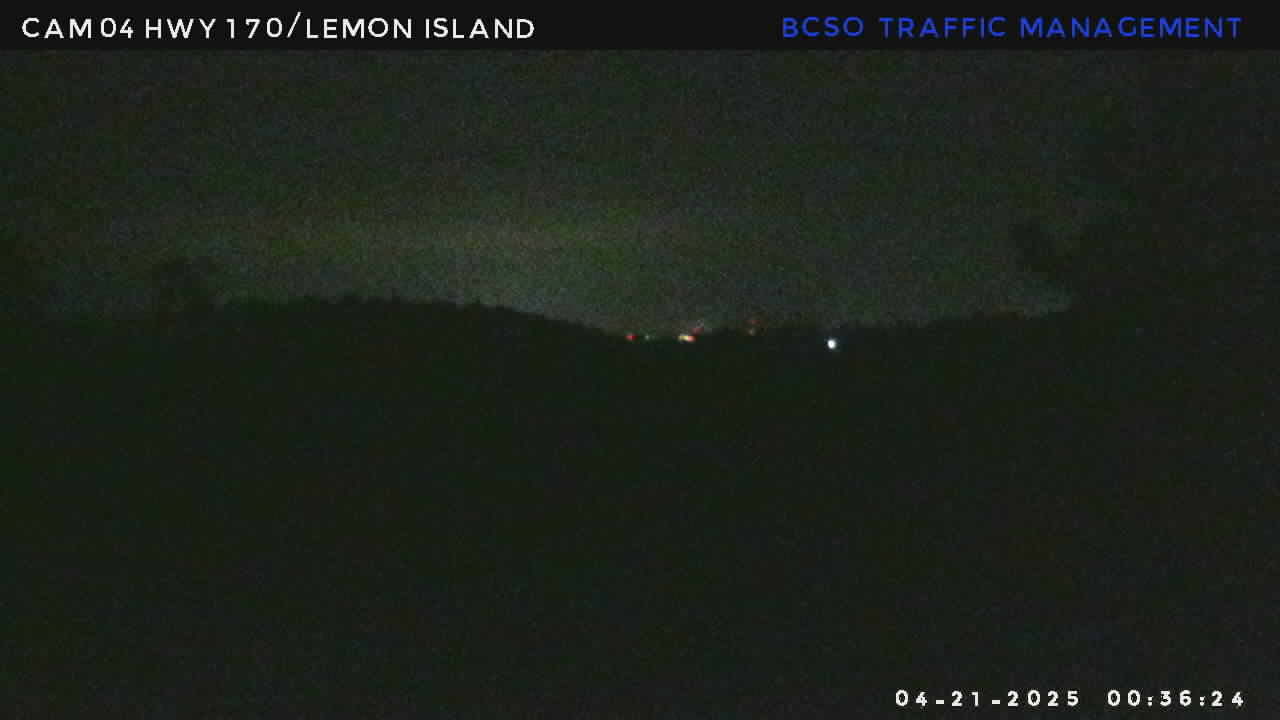 CAM04 HWY 170/LEMON ISLAND
BCSO TRAFFIC MANAGEMENT
04-21-2025 00:36:24